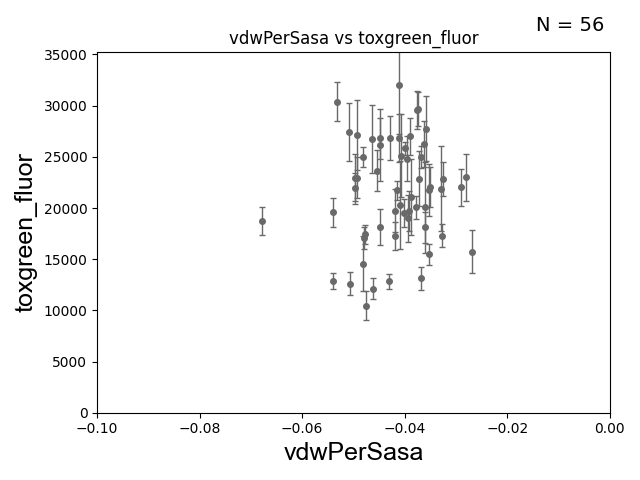 N = 56
vdwPerSasa vs toxgreen_fluor
35000
30000
25000
20000
15000
10000
5000
0
toxgreen_fluor
−0.10 −0.08 −0.06 −0.04 −0.02 0.00
vdwPerSasa